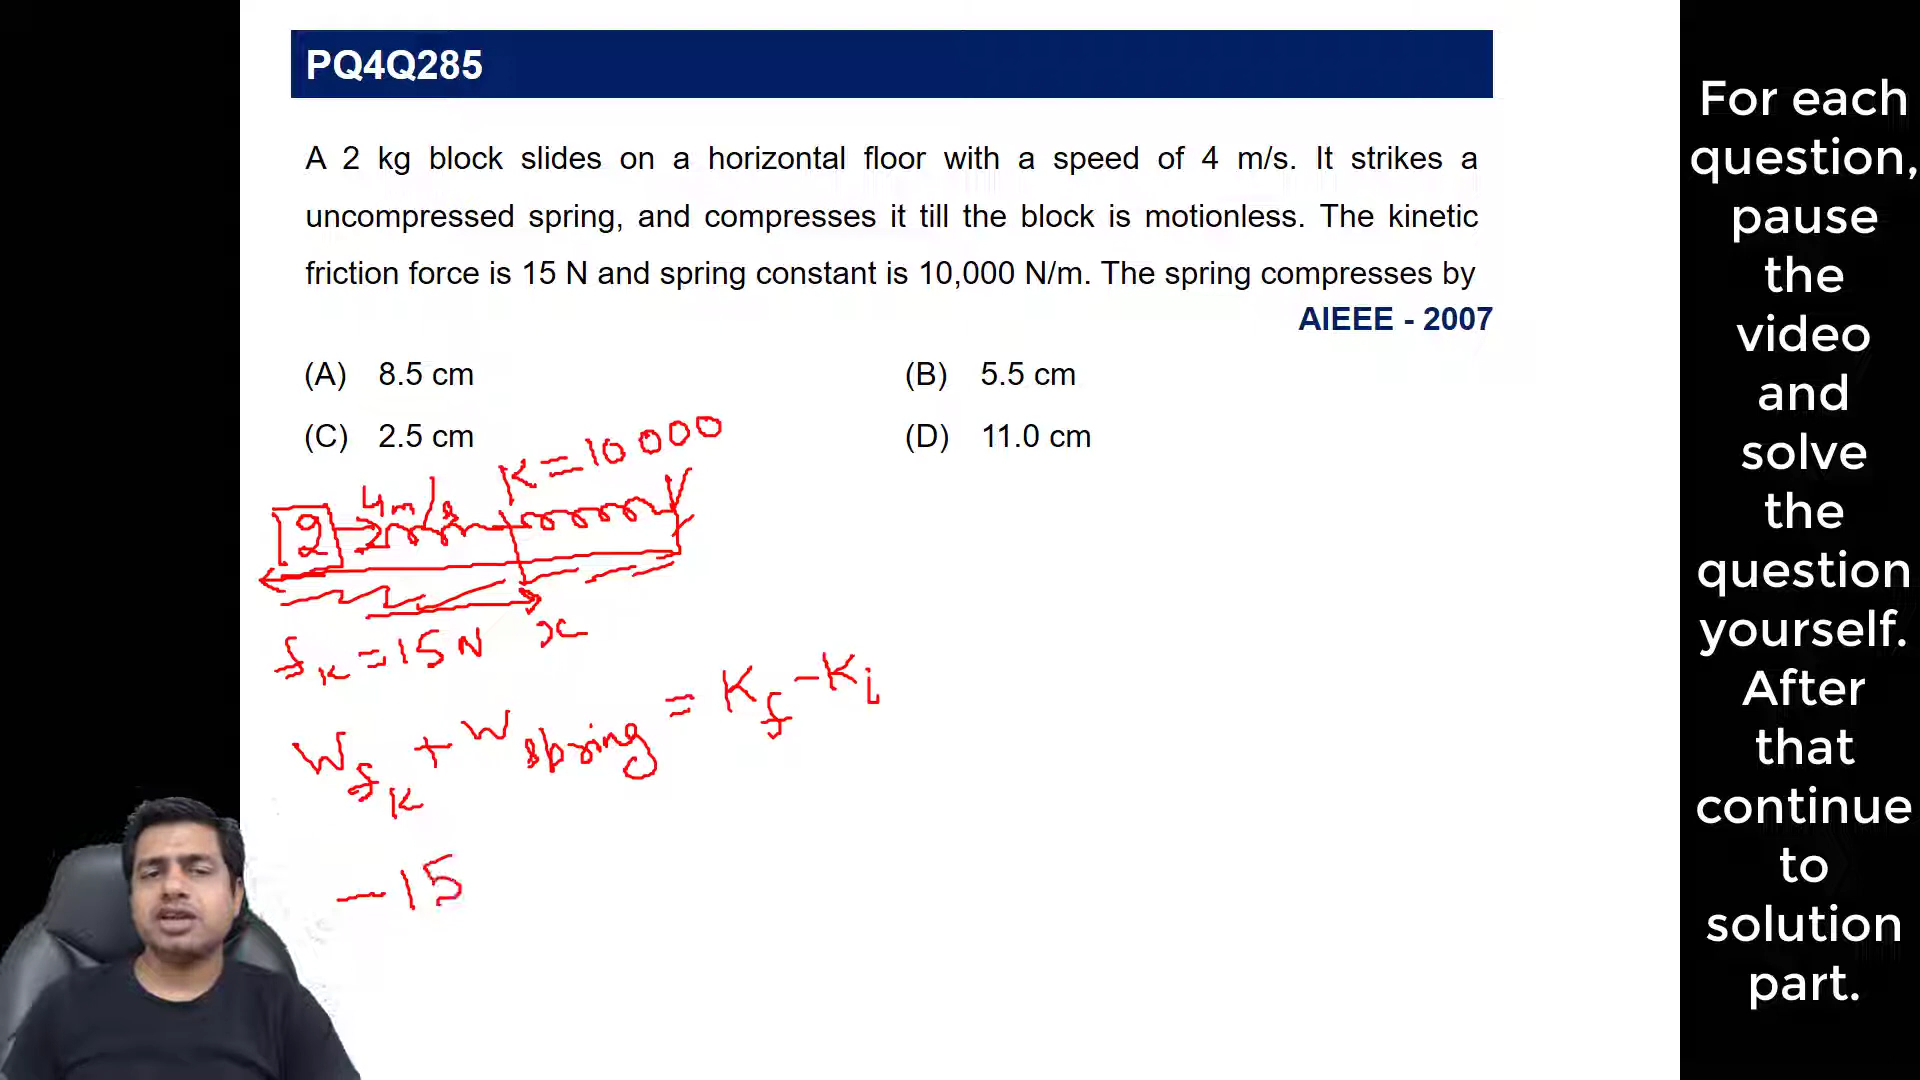 PQ4Q285
A 2 kg block slides on a horizontal floor with a speed of 4 m/s. It strikes a
uncompressed spring, and compresses it till the block is motionless. The kinetic
friction force is 15 N and spring constant is 10,000 N/m. The spring compresses by
AIEEE - 2007
(A) 8.5 cm
(B) 5.5 cm
(C) 2.5 cm
(D) 11.0 cm
K=10000
4m/s
2
x
fK=15N
WfK + Wspring = Kf - Ki
-15
For each
question,
pause
the
video
and
solve
the
question
yourself.
After
that
continue
to
solution
part.